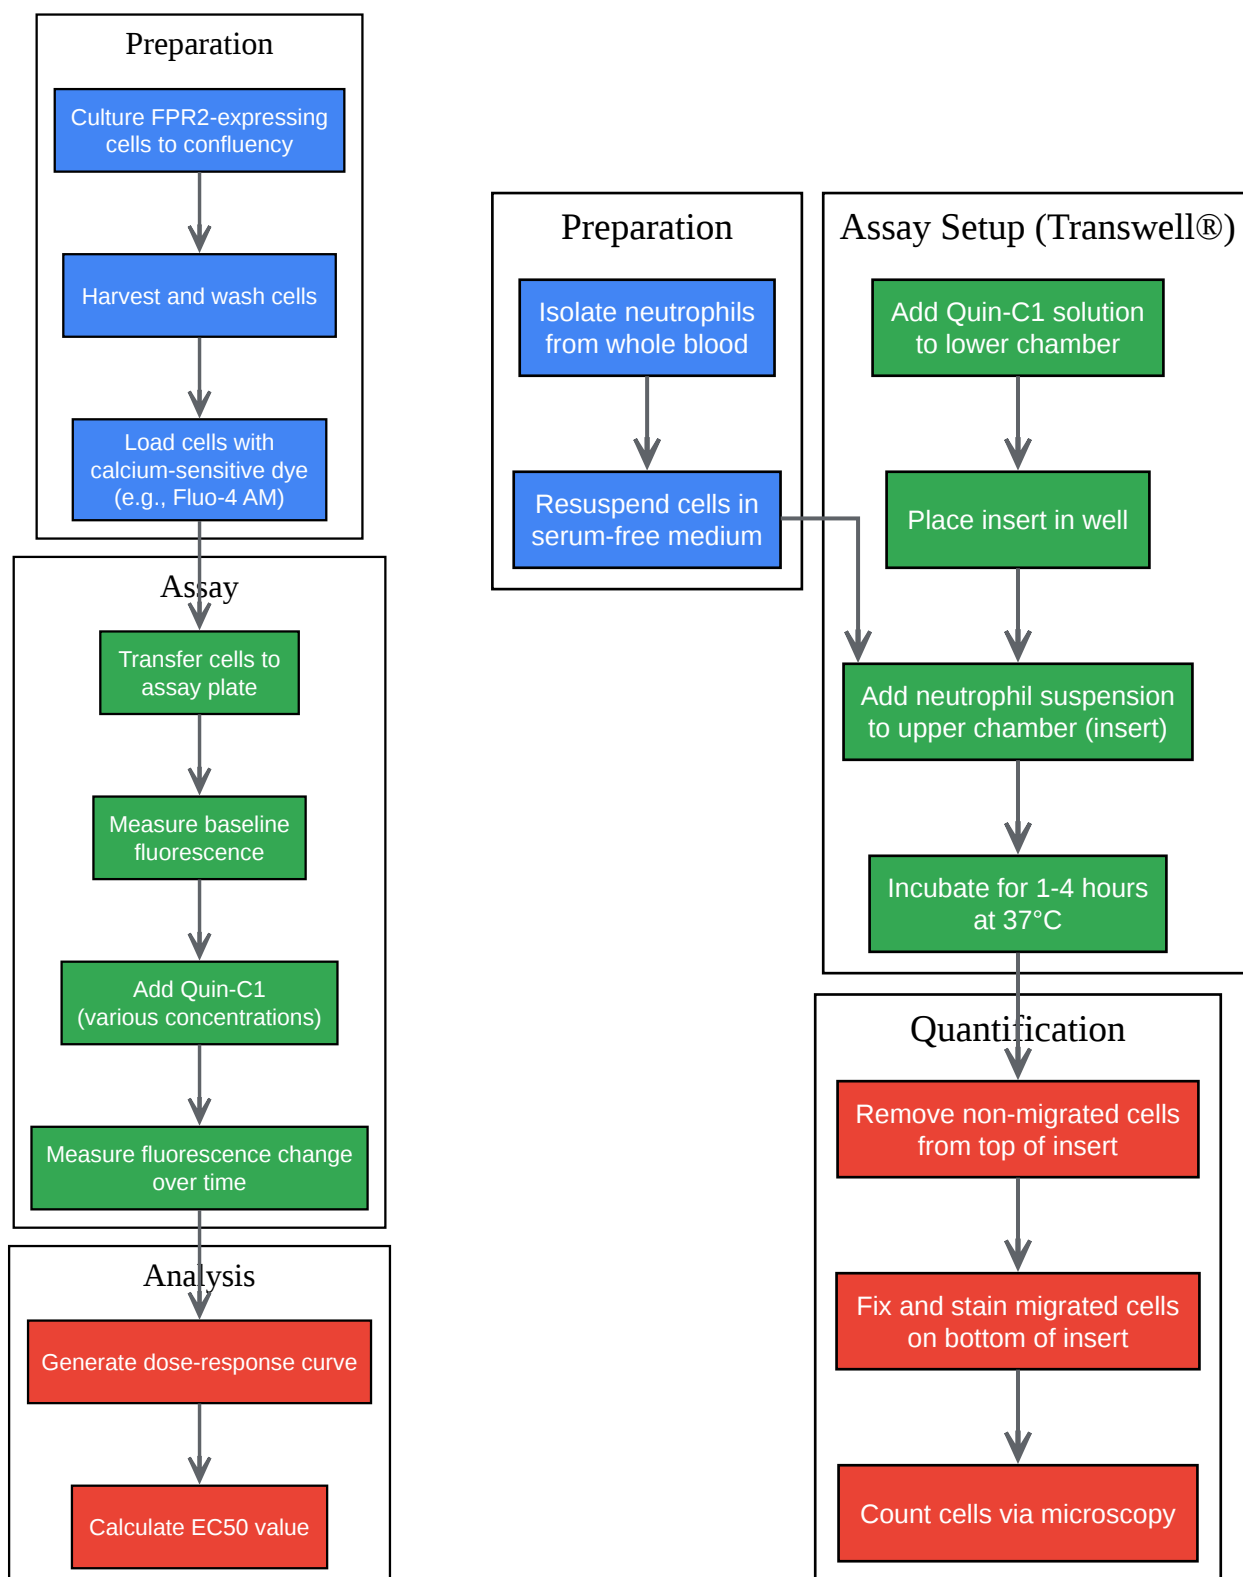 Preparation
Culture FPR2-expressing
cells to confluency
Harvest and wash cells
Load cells with
calcium-sensitive dye
(e.g., Fluo-4 AM)
Assay
Transfer cells to
assay plate
Measure baseline
fluorescence
Add Quin-C1
(various concentrations)
Measure fluorescence change
over time
Analysis
Generate dose-response curve
Calculate EC50 value
Preparation
Isolate neutrophils
from whole blood
Resuspend cells in
serum-free medium
Assay Setup (Transwell®)
Add Quin-C1 solution
to lower chamber
Place insert in well
Add neutrophil suspension
to upper chamber (insert)
Incubate for 1-4 hours
at 37°C
Quantification
Remove non-migrated cells
from top of insert
Fix and stain migrated cells
on bottom of insert
Count cells via microscopy